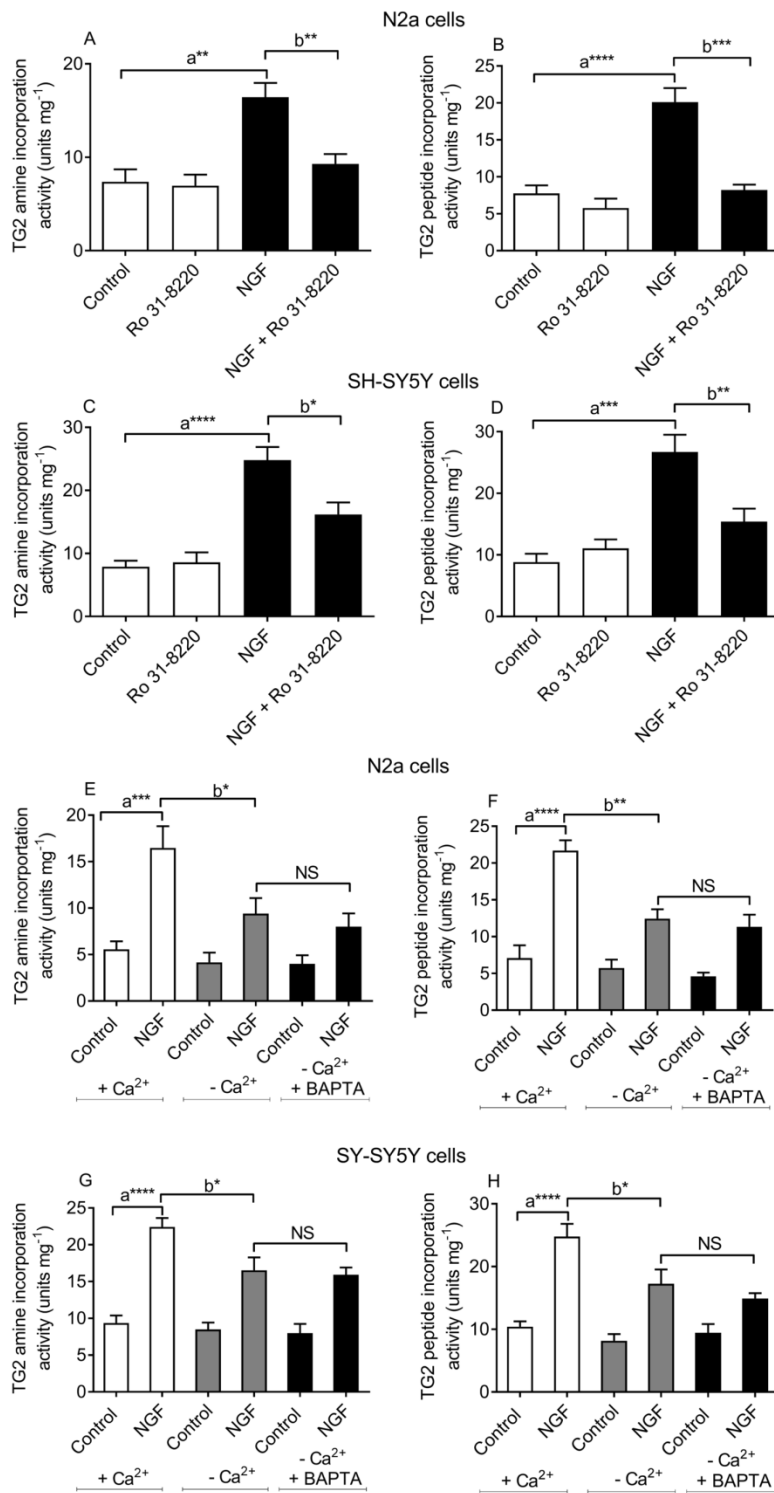 N2a cells
A
a**
b**
TG2 amine incorporation
activity (units mg⁻¹)
20
15
10
5
0
Control
Ro 31-8220
NGF
NGF + Ro 31-8220
B
a****
b***
TG2 peptide incorporation
activity (units mg⁻¹)
25
20
15
10
5
0
Control
Ro 31-8220
NGF
NGF + Ro 31-8220
SH-SY5Y cells
C
a****
b*
TG2 amine incorporation
activity (units mg⁻¹)
30
20
10
0
Control
Ro 31-8220
NGF
NGF + Ro 31-8220
D
a***
b**
TG2 peptide incorporation
activity (units mg⁻¹)
30
20
10
0
Control
Ro 31-8220
NGF
NGF + Ro 31-8220
N2a cells
E
a***
b*
NS
TG2 amine incorportation
activity (units mg⁻¹)
20
15
10
5
0
Control
NGF
Control
NGF
Control
NGF
+ Ca²⁺
- Ca²⁺
- Ca²⁺
+ BAPTA
F
a****
b**
NS
TG2 peptide incorporation
activity (units mg⁻¹)
25
20
15
10
5
0
Control
NGF
Control
NGF
Control
NGF
+ Ca²⁺
- Ca²⁺
- Ca²⁺
+ BAPTA
SY-SY5Y cells
G
a****
b*
NS
TG2 amine incorporation
activity (units mg⁻¹)
25
20
15
10
5
0
Control
NGF
Control
NGF
Control
NGF
+ Ca²⁺
- Ca²⁺
- Ca²⁺
+ BAPTA
H
a****
b*
NS
TG2 peptide incorporation
activity (units mg⁻¹)
30
20
10
0
Control
NGF
Control
NGF
Control
NGF
+ Ca²⁺
- Ca²⁺
- Ca²⁺
+ BAPTA